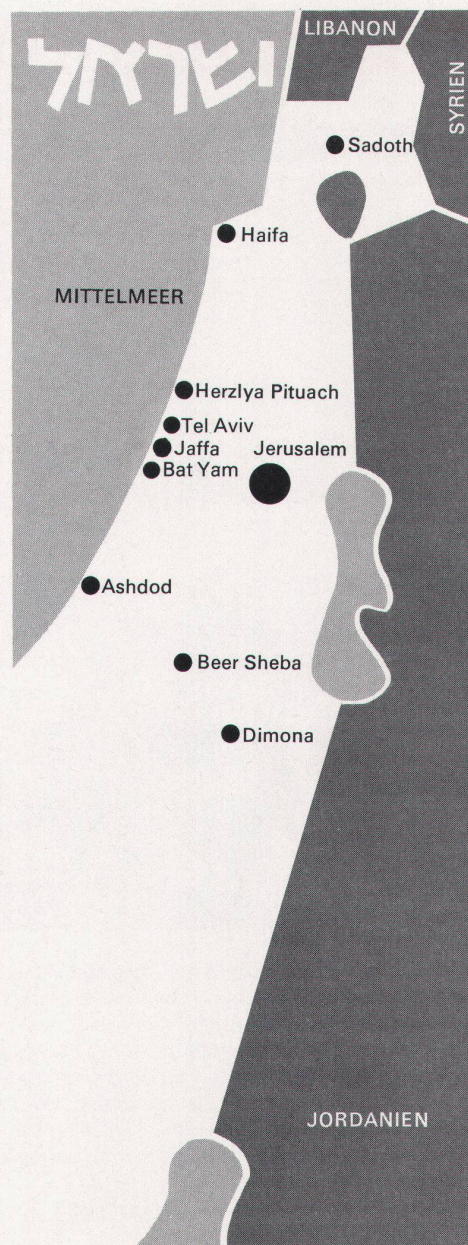 ישראל
LIBANON
SYRIEN
Sadoth
Haifa
MITTELMEER
Herzlya Pituach
Tel Aviv
Jaffa
Jerusalem
Bat Yam
Ashdod
Beer Sheba
Dimona
JORDANIEN